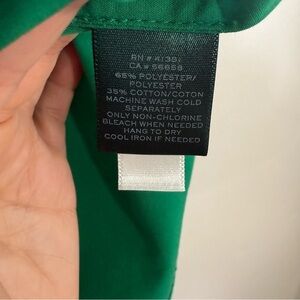 RN # 41381
CA # 56658
65% POLYESTER/
POLYESTER
35% COTTON/COTON
MACHINE WASH COLD
SEPARATELY
ONLY NON-CHLORINE
BLEACH WHEN NEEDED
HANG TO DRY
COOL IRON IF NEEDED